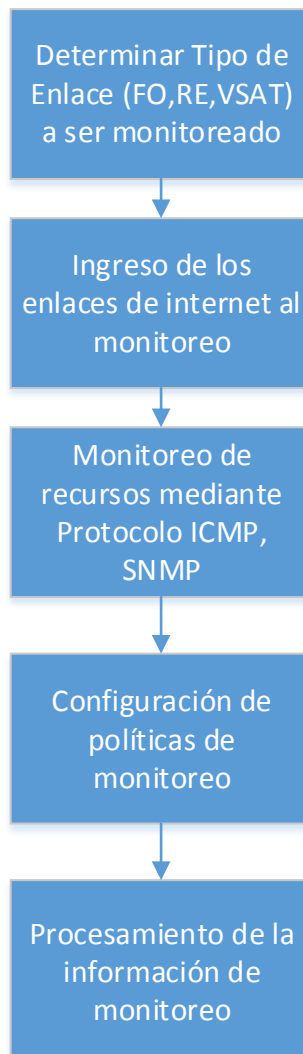 Determinar Tipo de
Enlace (FO,RE,VSAT)
a ser monitoreado
Ingreso de los
enlaces de internet al
monitoreo
Monitoreo de
recursos mediante
Protocolo ICMP,
SNMP
Configuración de
políticas de
monitoreo
Procesamiento de la
información de
monitoreo